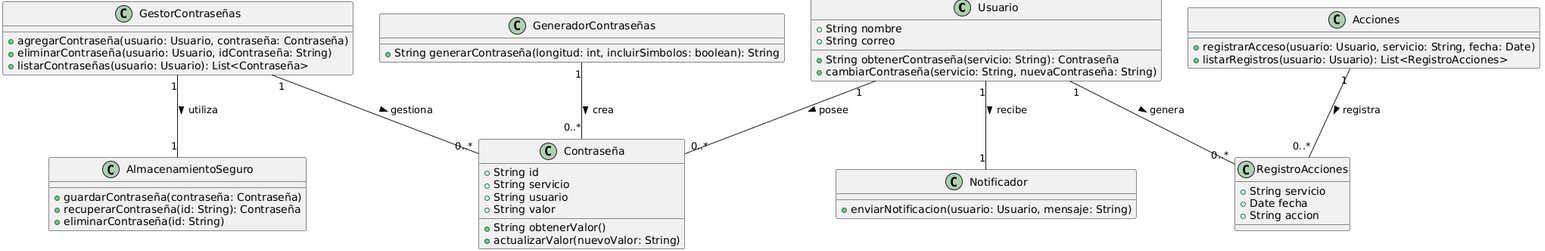 C GestorContraseñas
agregarContraseña(usuario: Usuario, contraseña: Contraseña)
eliminarContraseña(usuario: Usuario, idContraseña: String)
listarContraseñas(usuario: Usuario): List<Contraseña>
C GeneradorContraseñas
String generarContraseña(longitud: int, incluirSimbolos: boolean): String
C Usuario
String nombre
String correo
String obtenerContraseña(servicio: String): Contraseña
cambiarContraseña(servicio: String, nuevaContraseña: String)
C Acciones
registrarAcceso(usuario: Usuario, servicio: String, fecha: Date)
listarRegistros(usuario: Usuario): List<RegistroAcciones>
1
utiliza
1
1
gestiona
0..*
1
crea
0..*
1
posee
0..*
1
recibe
1
1
genera
0..*
1
registra
0..*
C AlmacenamientoSeguro
guardarContraseña(contraseña: Contraseña)
recuperarContraseña(id: String): Contraseña
eliminarContraseña(id: String)
C Contraseña
String id
String servicio
String usuario
String valor
String obtenerValor()
actualizarValor(nuevoValor: String)
C Notificador
enviarNotificacion(usuario: Usuario, mensaje: String)
C RegistroAcciones
String servicio
Date fecha
String accion